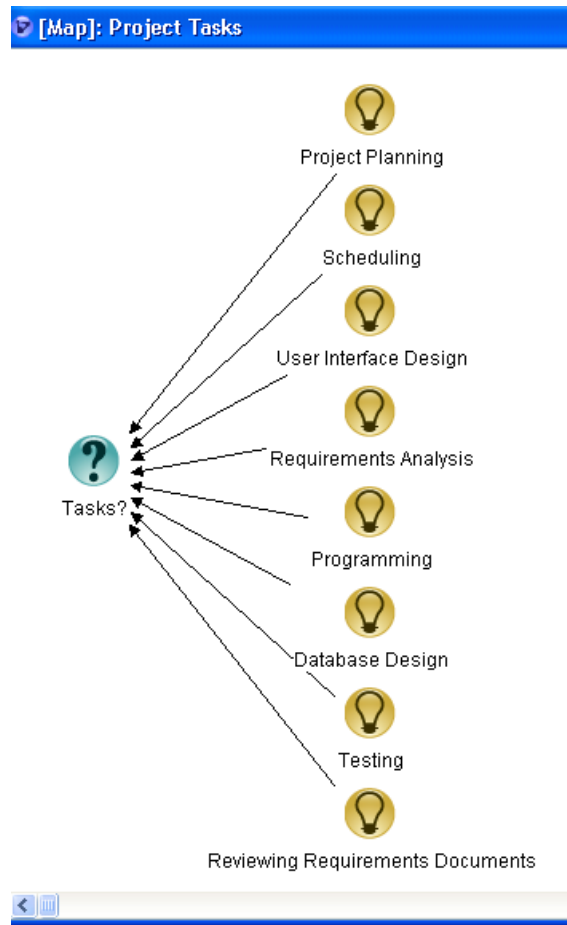 [Map]: Project Tasks
Project Planning
Scheduling
User Interface Design
Requirements Analysis
Tasks?
Programming
Database Design
Testing
Reviewing Requirements Documents